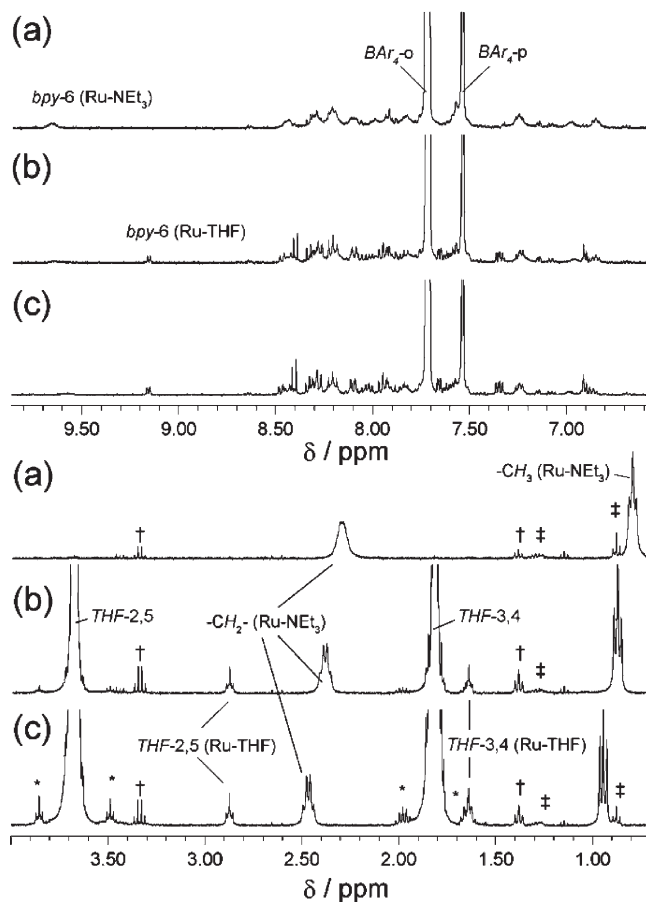 (a)
BAr₄-o BAr₄-p
bpy-6 (Ru-NEt₃)
(b)
bpy-6 (Ru-THF)
(c)
9.50 9.00 8.50 8.00 7.50 7.00
δ / ppm
(a)
-CH₃ (Ru-NEt₃)
† † ‡ ‡
(b)
THF-2,5 -CH₂- (Ru-NEt₃) THF-3,4
† † ‡
(c)
THF-2,5 (Ru-THF) THF-3,4 (Ru-THF)
* * † * * † ‡ ‡
3.50 3.00 2.50 2.00 1.50 1.00
δ / ppm